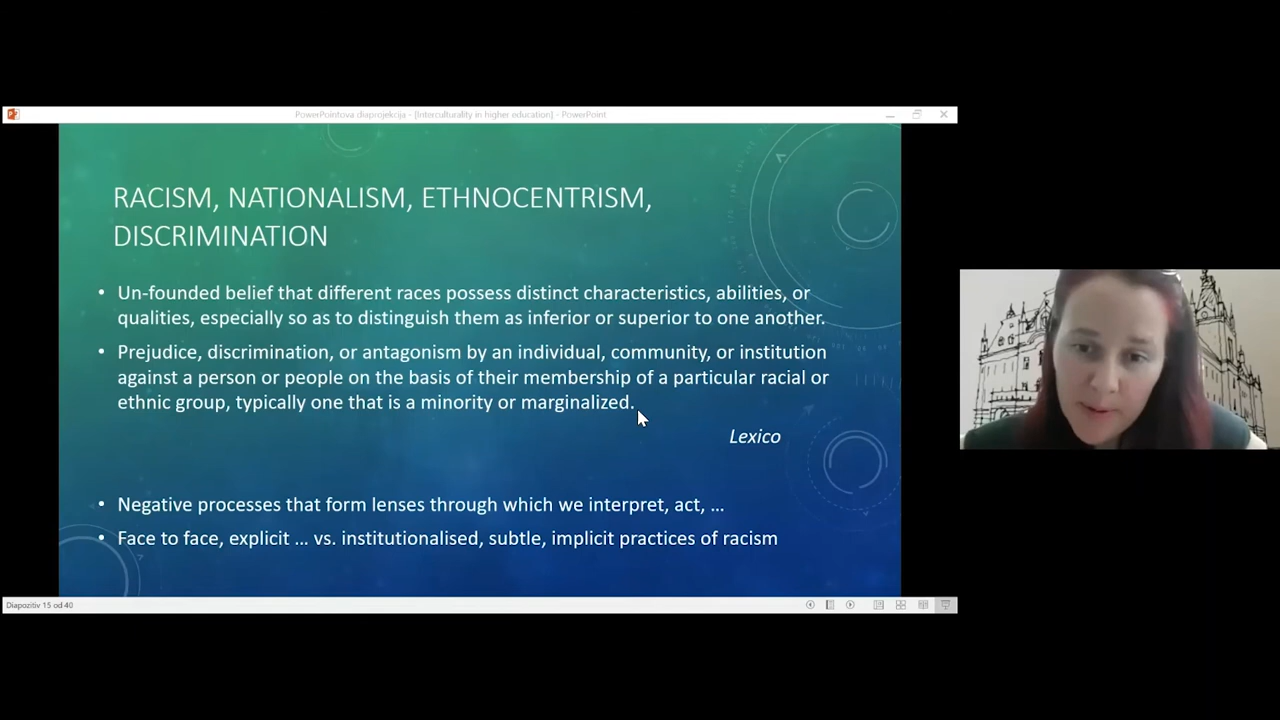 PowerPointova diaprojekcija - [Interculturality in higher education] - PowerPoint
RACISM, NATIONALISM, ETHNOCENTRISM,
DISCRIMINATION
• Un-founded belief that different races possess distinct characteristics, abilities, or
qualities, especially so as to distinguish them as inferior or superior to one another.
• Prejudice, discrimination, or antagonism by an individual, community, or institution
against a person or people on the basis of their membership of a particular racial or
ethnic group, typically one that is a minority or marginalized.
Lexico
• Negative processes that form lenses through which we interpret, act, …
• Face to face, explicit … vs. institutionalised, subtle, implicit practices of racism
Diapozitiv 15 od 40